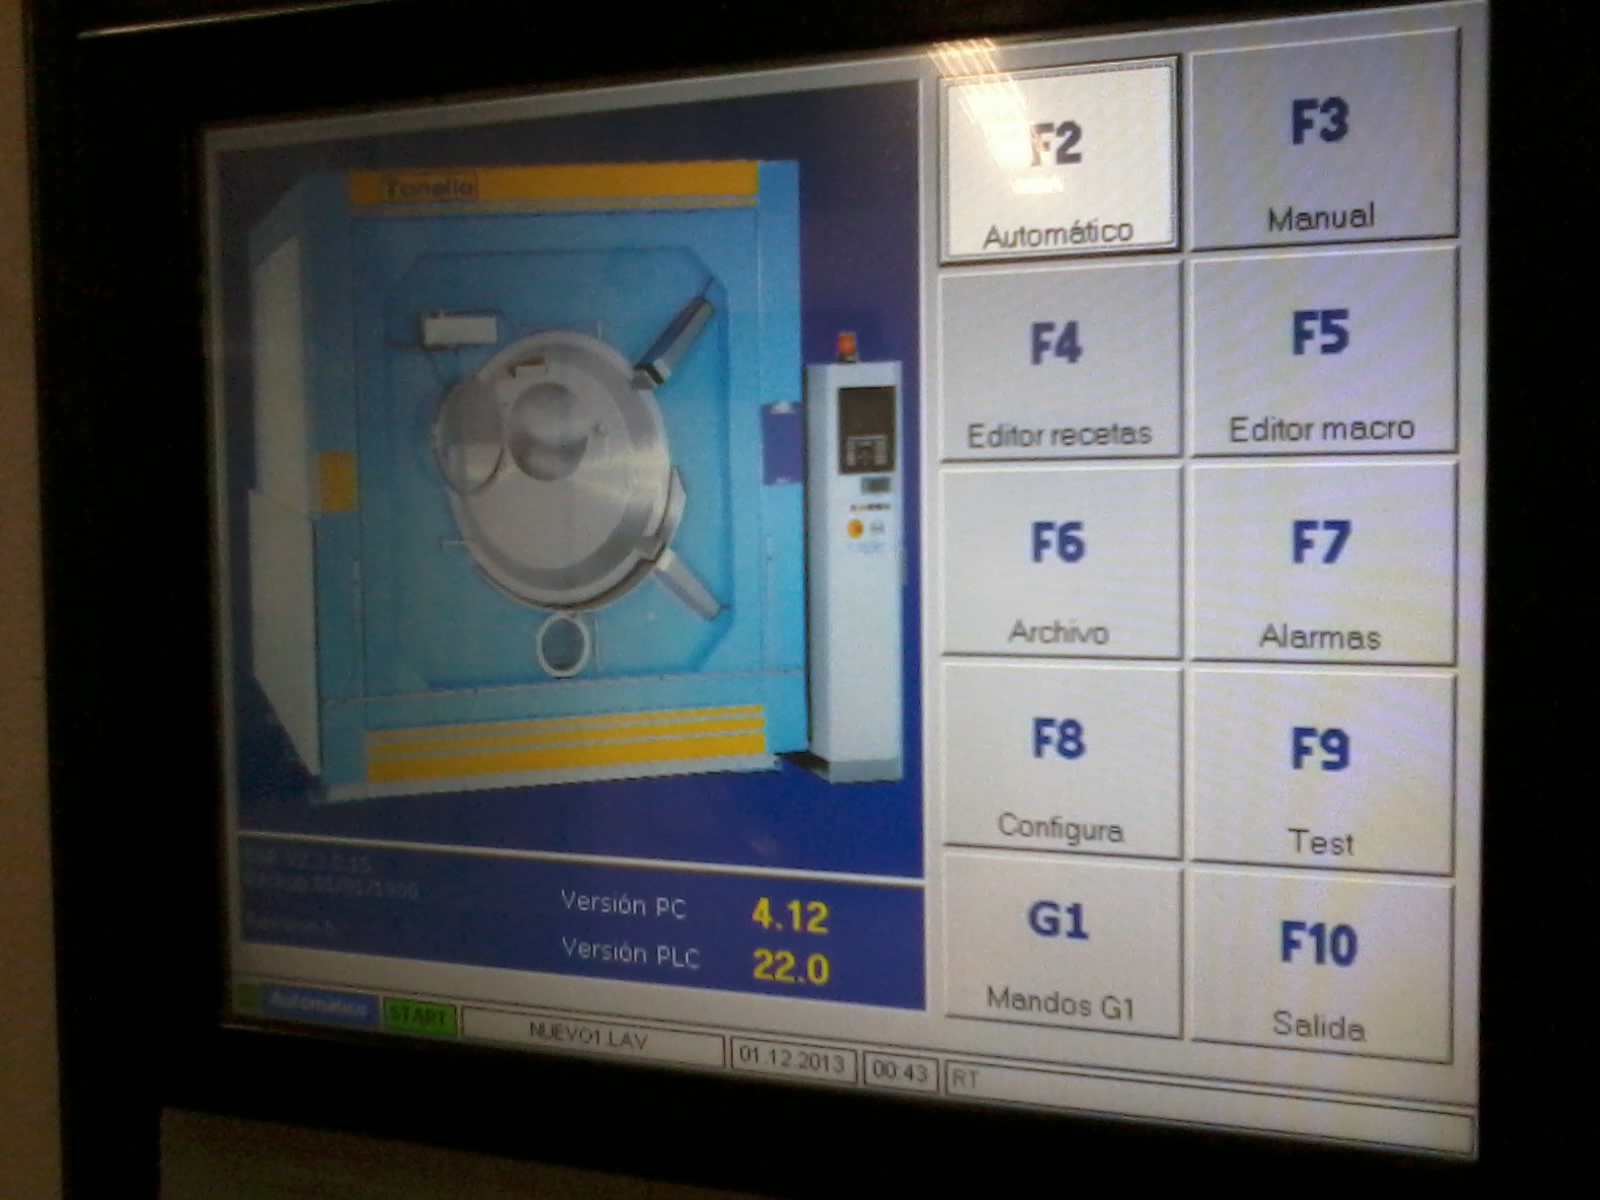 Tonello
F2
Automático
F3
Manual
F4
Editor recetas
F5
Editor macro
F6
Archivo
F7
Alarmas
F8
Configura
F9
Test
G1
Mandos G1
F10
Salida
Versión PC 4.12
Versión PLC 22.0
Automático START NUEVO1.LAV 01.12.2013 00:43 RT